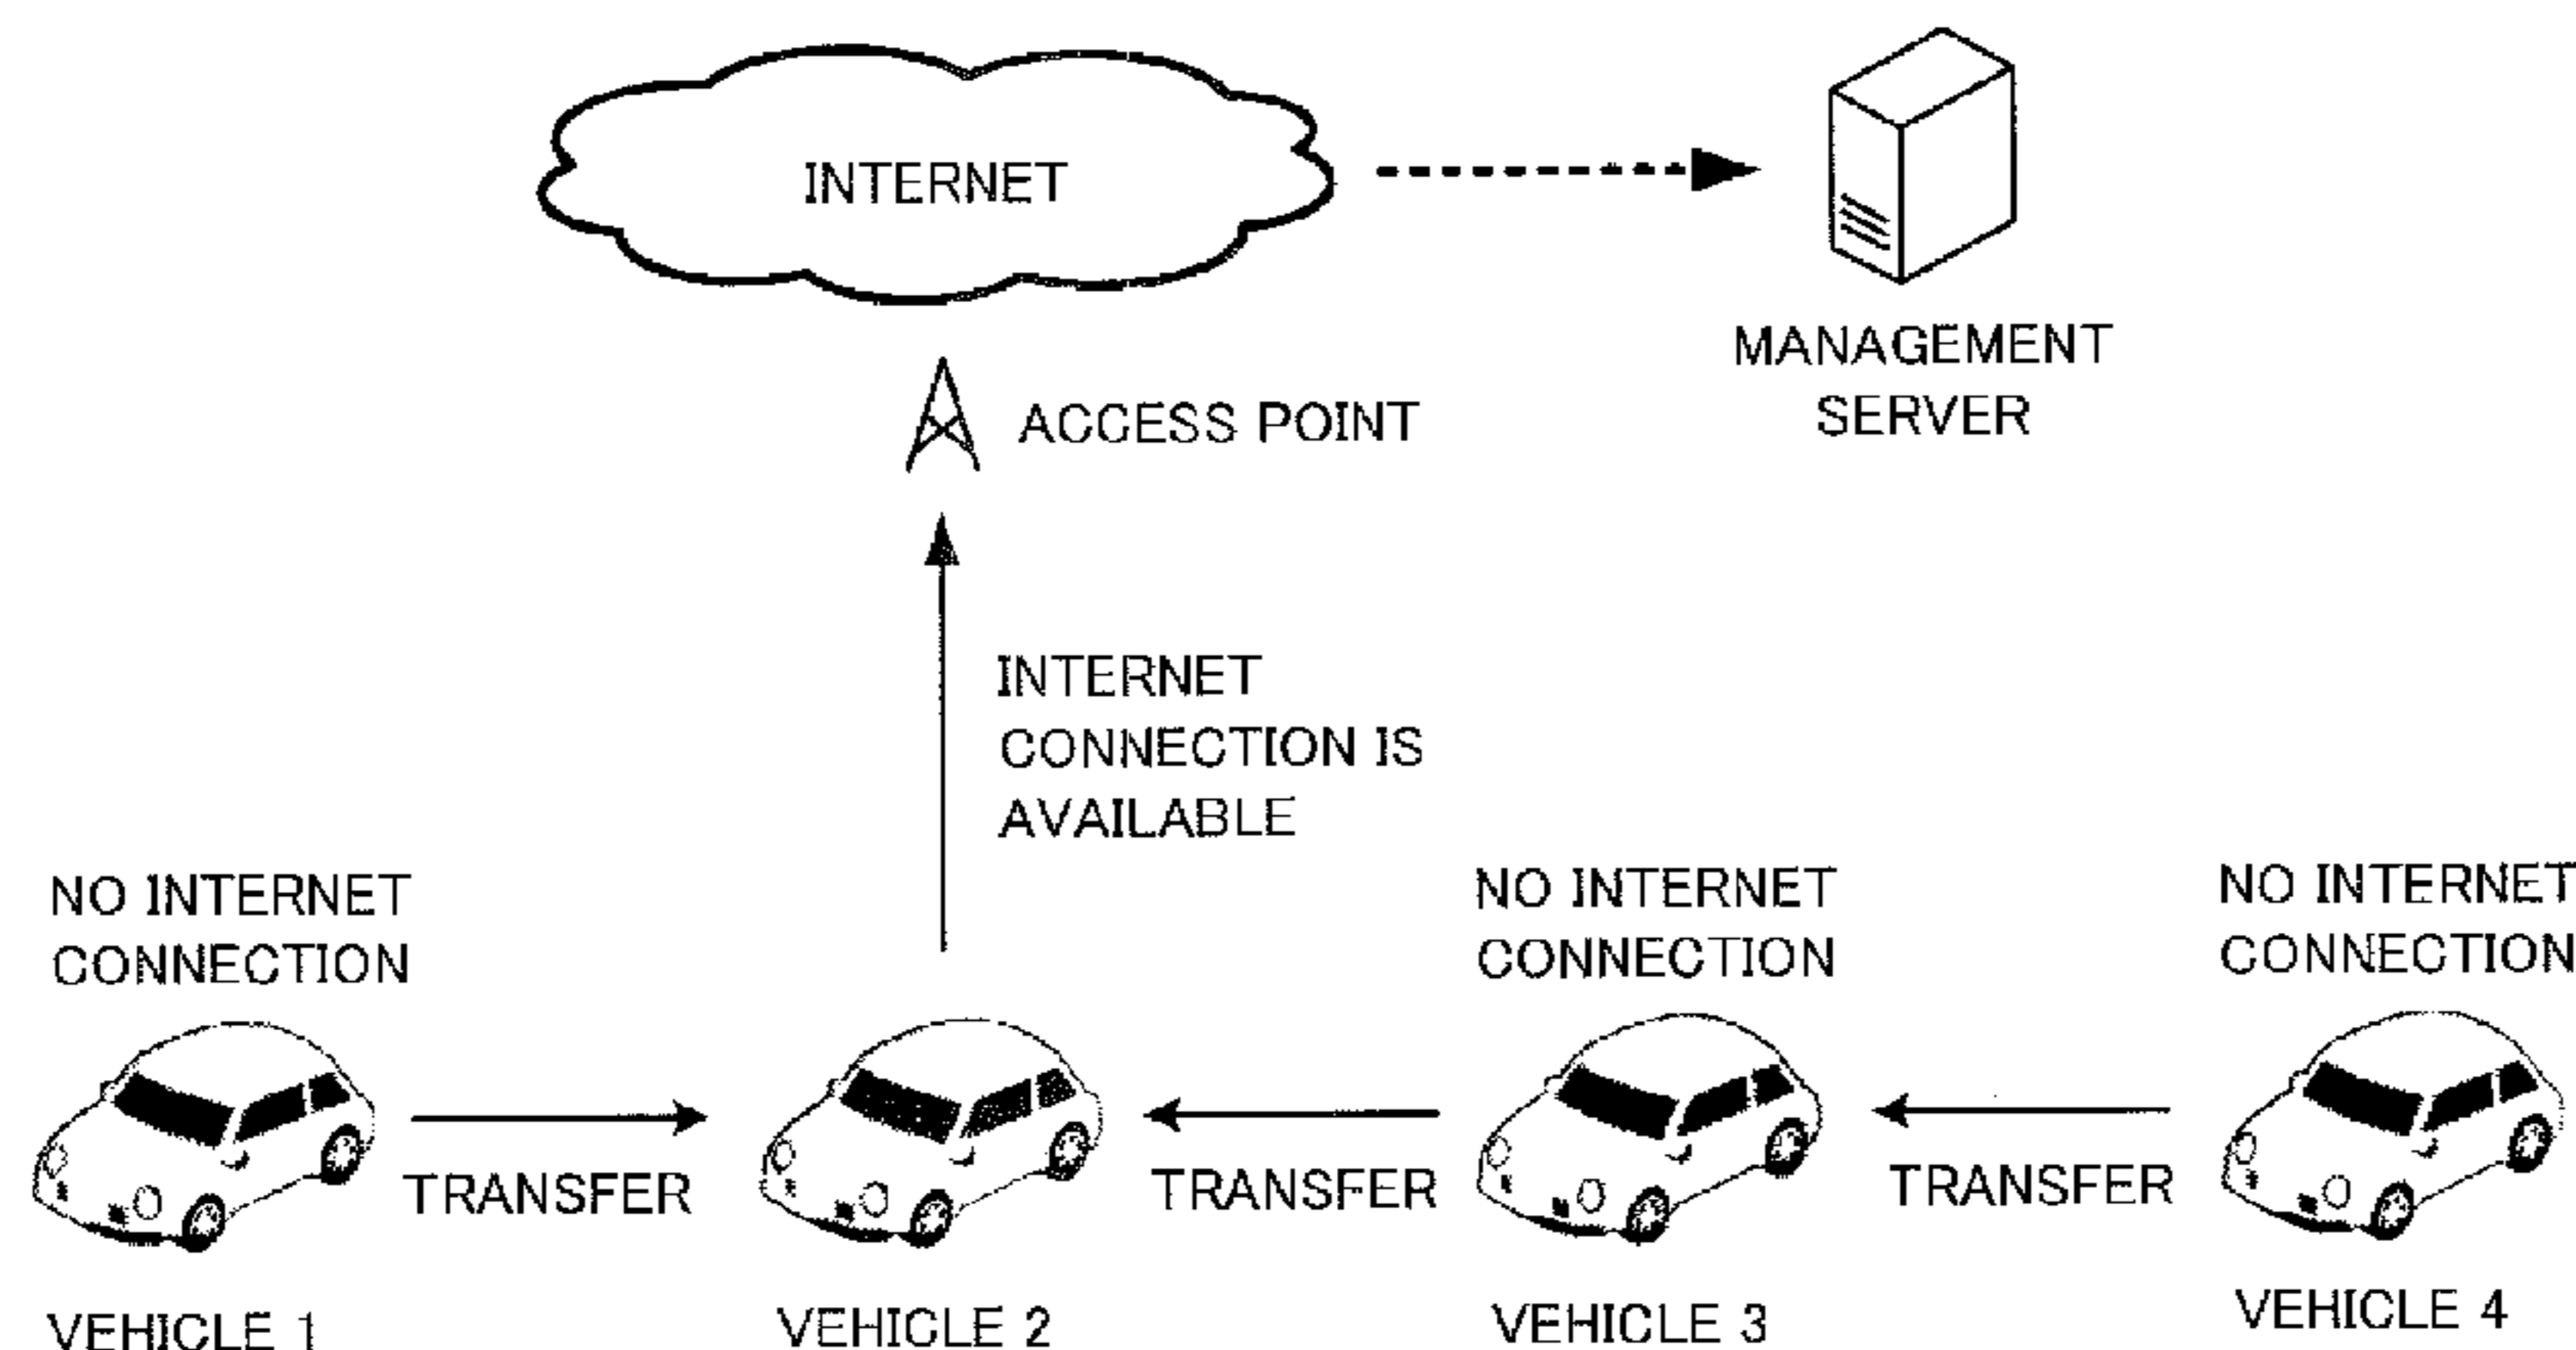 INTERNET
MANAGEMENT
SERVER
ACCESS POINT
INTERNET
CONNECTION IS
AVAILABLE
NO INTERNET
CONNECTION
NO INTERNET
CONNECTION
NO INTERNET
CONNECTION
TRANSFER
TRANSFER
TRANSFER
VEHICLE 1
VEHICLE 2
VEHICLE 3
VEHICLE 4